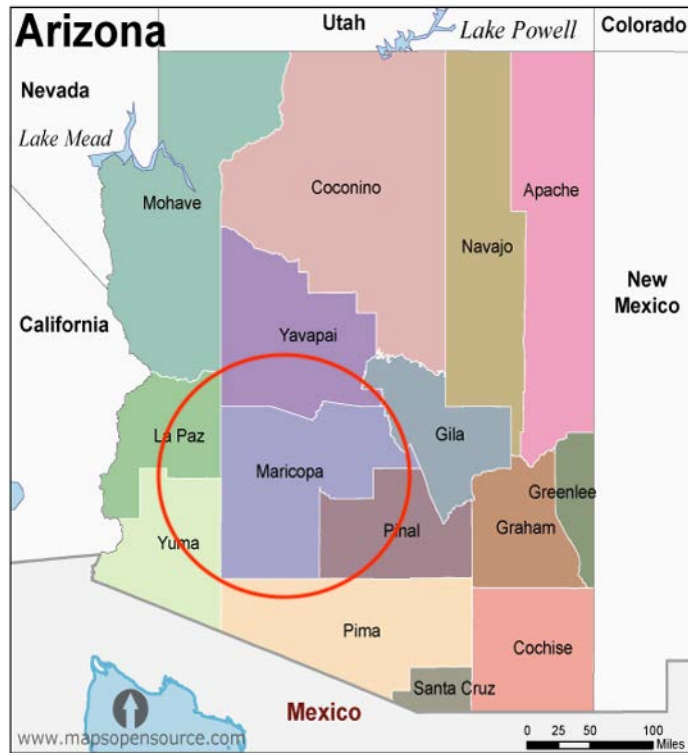 Arizona
Utah
Lake Powell
Colorado
Nevada
Lake Mead
Mohave
Coconino
Apache
Navajo
New
Mexico
California
Yavapai
La Paz
Gila
Maricopa
Greenlee
Graham
Pinal
Yuma
Pima
Cochise
Santa Cruz
Mexico
0 25 50 100
Miles
www.mapsopensource.com